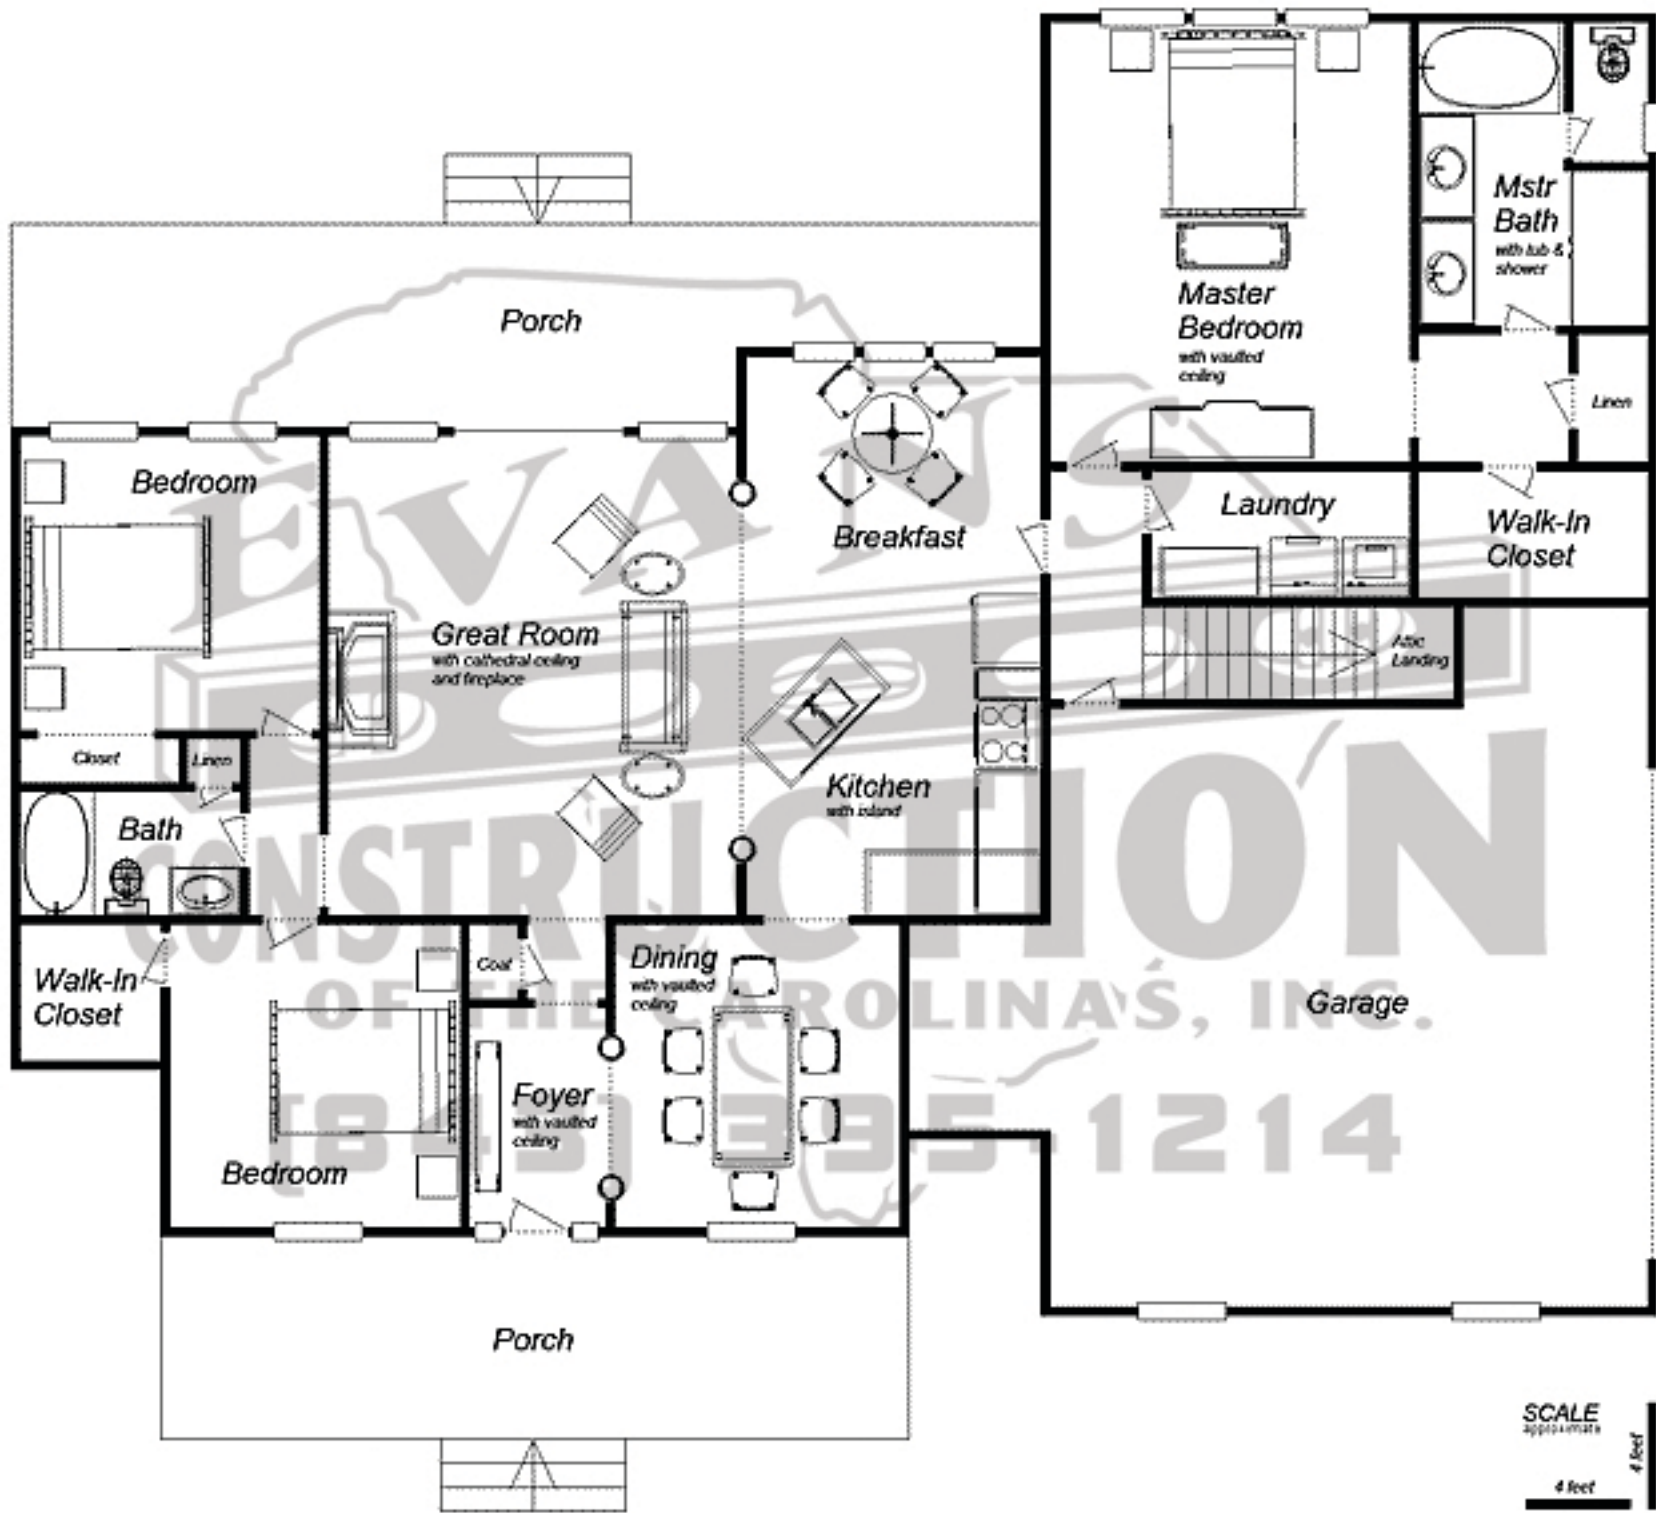 Mstr
Bath
with tub &
shower
Master
Bedroom
with vaulted
ceiling
Porch
Linen
Bedroom
Laundry
Walk-In
Closet
Breakfast
EVANS
Great Room
with cathedral ceiling
and fireplace
Attic
Landing
Closet
Linen
Kitchen
with island
Bath
CONSTRUCTION
Coat
Dining
with vaulted
ceiling
Walk-In
Closet
OF THE CAROLINAS, INC.
Garage
Foyer
with vaulted
ceiling
(843) 395-1214
Bedroom
Porch
SCALE
approximate
4 feet
4 feet